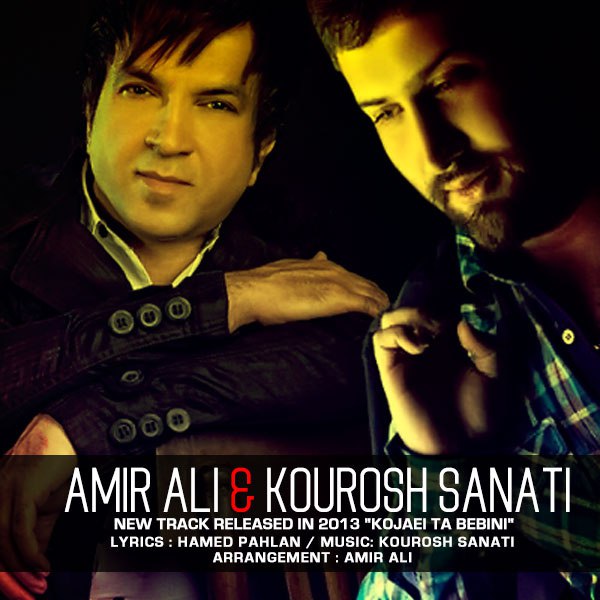 AMIR ALI & KOUROSH SANATI
NEW TRACK RELEASED IN 2013 "KOJAEI TA BEBINI"
LYRICS : HAMED PAHLAN / MUSIC: KOUROSH SANATI
ARRANGEMENT : AMIR ALI